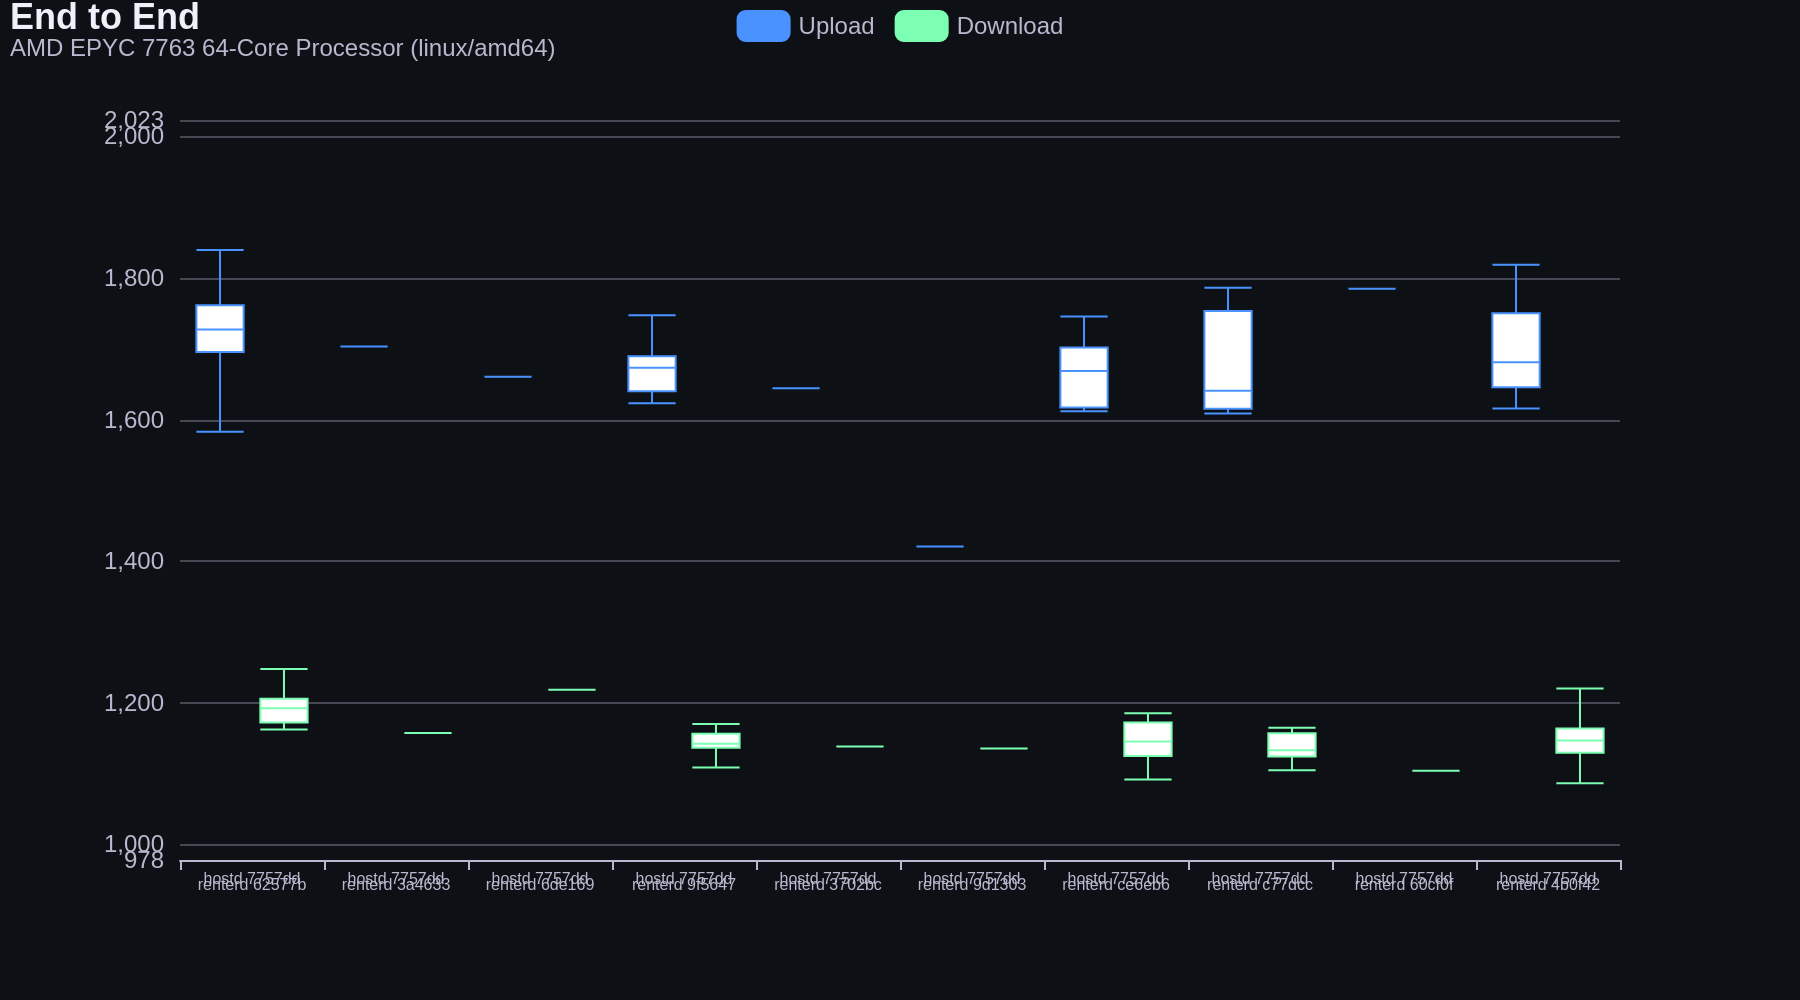 End to End
AMD EPYC 7763 64-Core Processor (linux/amd64)
Upload
Download
2,023
2,000
1,800
1,600
1,400
1,200
1,000
978
hostd 7757dd
renterd 62577b
hostd 7757dd
renterd 3a4633
hostd 7757dd
renterd 6de169
hostd 7757dd
renterd 9f5647
hostd 7757dd
renterd 3702bc
hostd 7757dd
renterd 9d1303
hostd 7757dd
renterd ce6eb6
hostd 7757dd
renterd c77dcc
hostd 7757dd
renterd 60cf0f
hostd 7757dd
renterd 4b0f42